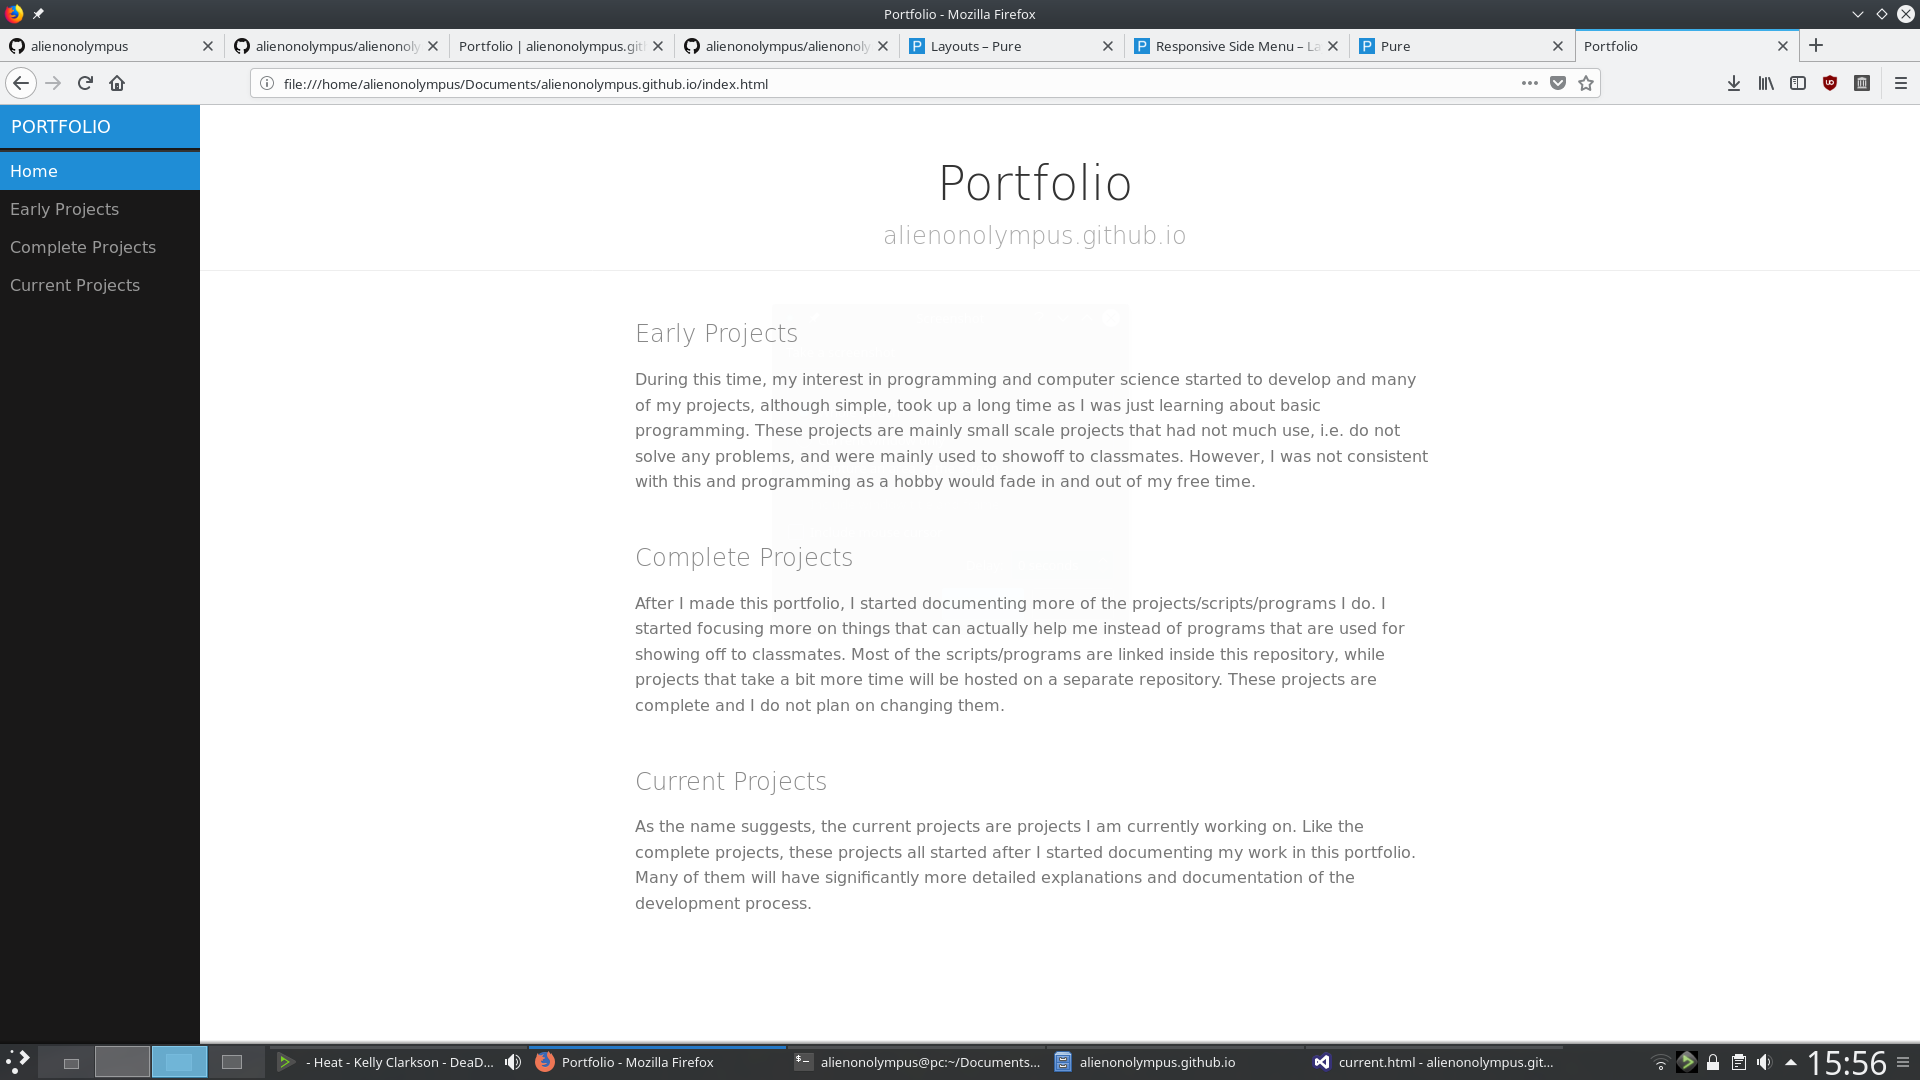 Portfolio - Mozilla Firefox
alienonolympus
alienonolympus/alienonoly
Portfolio | alienonolympus.git
alienonolympus/alienonoly
Layouts – Pure
Responsive Side Menu – La
Pure
Portfolio
file:///home/alienonolympus/Documents/alienonolympus.github.io/index.html
PORTFOLIO
Home
Early Projects
Complete Projects
Current Projects
Portfolio
alienonolympus.github.io
Early Projects
During this time, my interest in programming and computer science started to develop and many
of my projects, although simple, took up a long time as I was just learning about basic
programming. These projects are mainly small scale projects that had not much use, i.e. do not
solve any problems, and were mainly used to showoff to classmates. However, I was not consistent
with this and programming as a hobby would fade in and out of my free time.
Complete Projects
After I made this portfolio, I started documenting more of the projects/scripts/programs I do. I
started focusing more on things that can actually help me instead of programs that are used for
showing off to classmates. Most of the scripts/programs are linked inside this repository, while
projects that take a bit more time will be hosted on a separate repository. These projects are
complete and I do not plan on changing them.
Current Projects
As the name suggests, the current projects are projects I am currently working on. Like the
complete projects, these projects all started after I started documenting my work in this portfolio.
Many of them will have significantly more detailed explanations and documentation of the
development process.
- Heat - Kelly Clarkson - DeaD...
Portfolio - Mozilla Firefox
alienonolympus@pc:~/Documents...
alienonolympus.github.io
current.html - alienonolympus.git...
15:56